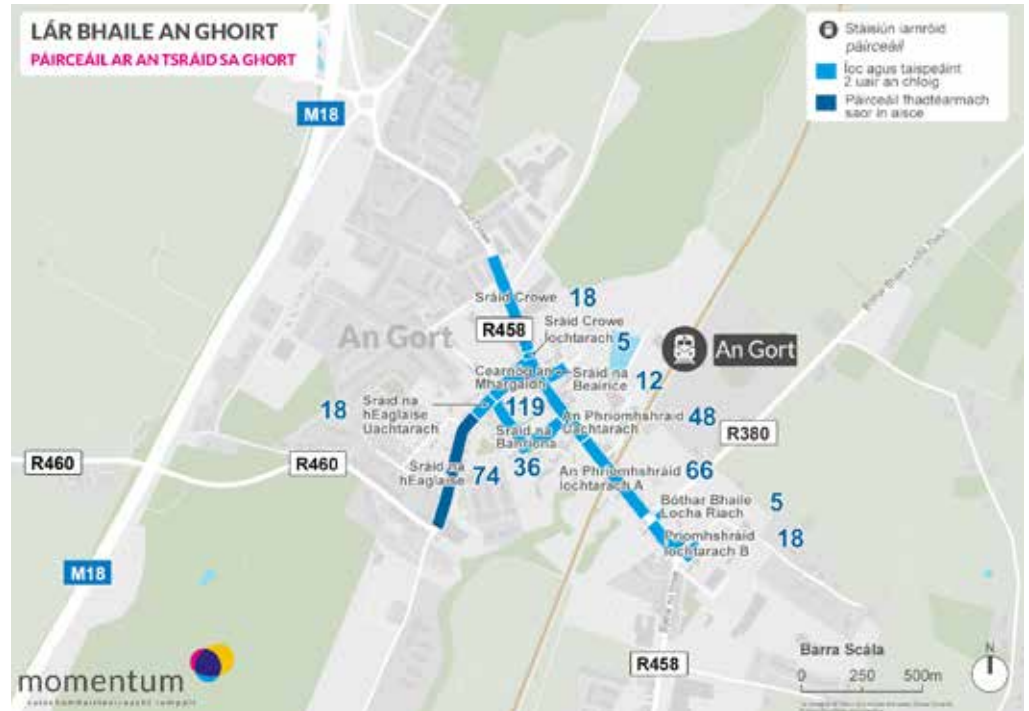 LÁR BHAILE AN GHOIRT
PÁIRCEÁIL AR AN TSRÁID SA GHORT
Stáisiún iarnróid
páirceáil
Íoc agus taispeáint
2 uair an chloig
Páirceáil fhadtéarmach
saor in aisce
M18
Sráid Crowe 18
R458
Sráid Crowe
Íochtarach 5
An Gort
An Gort
Cearnóg an
Mhargaidh
119
Sráid na
Beairice 12
18
Sráid na
hEaglaise
Uachtarach
An Phríomhshráid
Uachtarach 48
R380
Sráid na
Banríona
36
R460
R460
Sráid na
hEaglaise 74
An Phríomhshráid
Íochtarach A 66
Bóthar Bhaile
Locha Riach 5
Príomhshráid
Íochtarach B 18
M18
R458
Barra Scála
0 250 500m
N
momentum